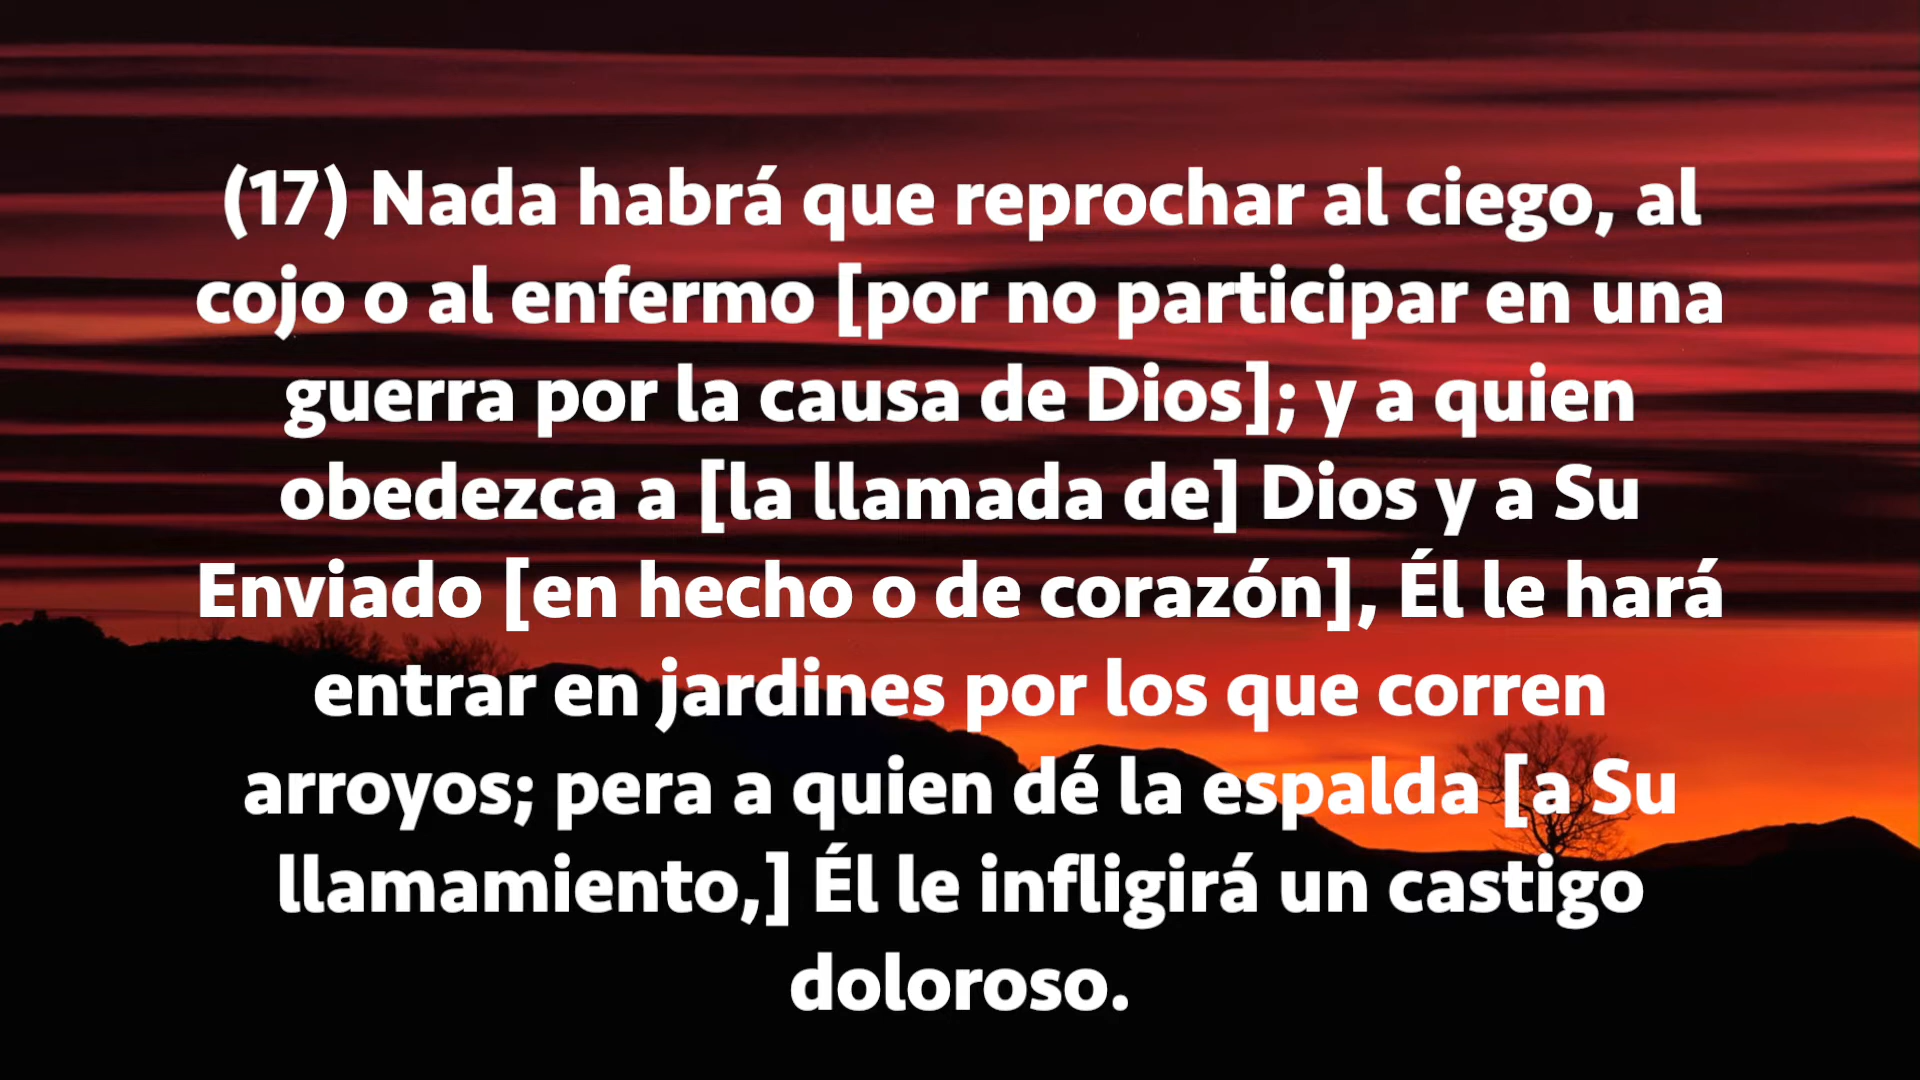 (17) Nada habrá que reprochar al ciego, al
cojo o al enfermo [por no participar en una
guerra por la causa de Dios]; y a quien
obedezca a [la llamada de] Dios y a Su
Enviado [en hecho o de corazón], Él le hará
entrar en jardines por los que corren
arroyos; pera a quien dé la espalda [a Su
llamamiento,] Él le infligirá un castigo
doloroso.